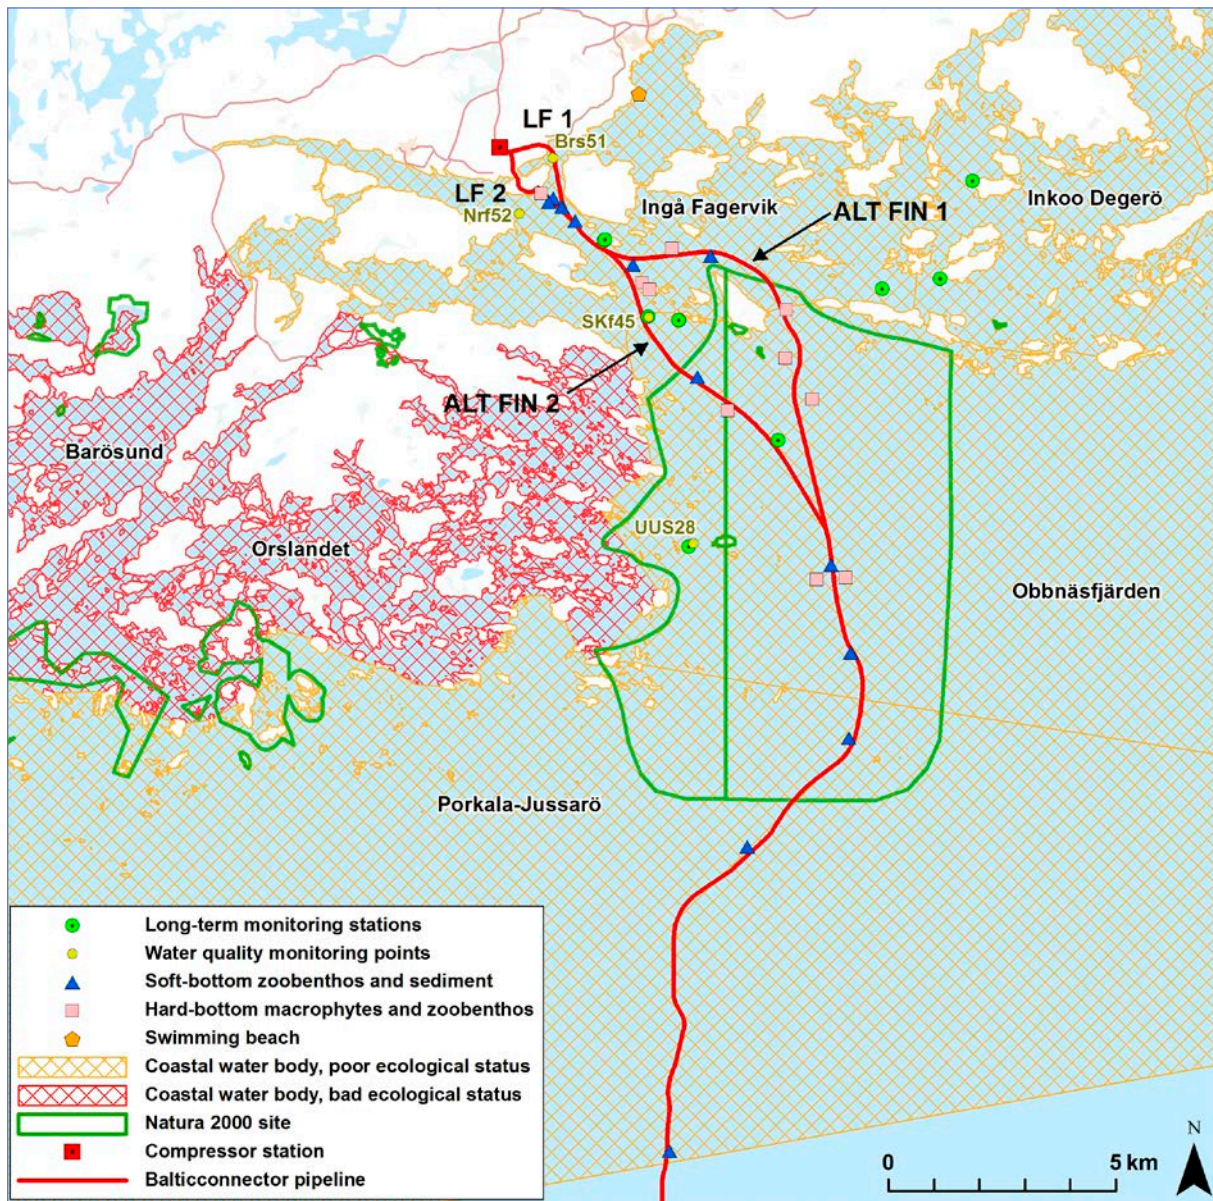 LF 1
Brs51
LF 2
Nrf52
Ingå Fagervik
ALT FIN 1
Inkoo Degerö
SKf45
ALT FIN 2
Barösund
UUS28
Orslandet
Obbnäsfjärden
Porkala-Jussarö
Long-term monitoring stations
Water quality monitoring points
Soft-bottom zoobenthos and sediment
Hard-bottom macrophytes and zoobenthos
Swimming beach
Coastal water body, poor ecological status
Coastal water body, bad ecological status
Natura 2000 site
Compressor station
Balticconnector pipeline
N
0 5 km